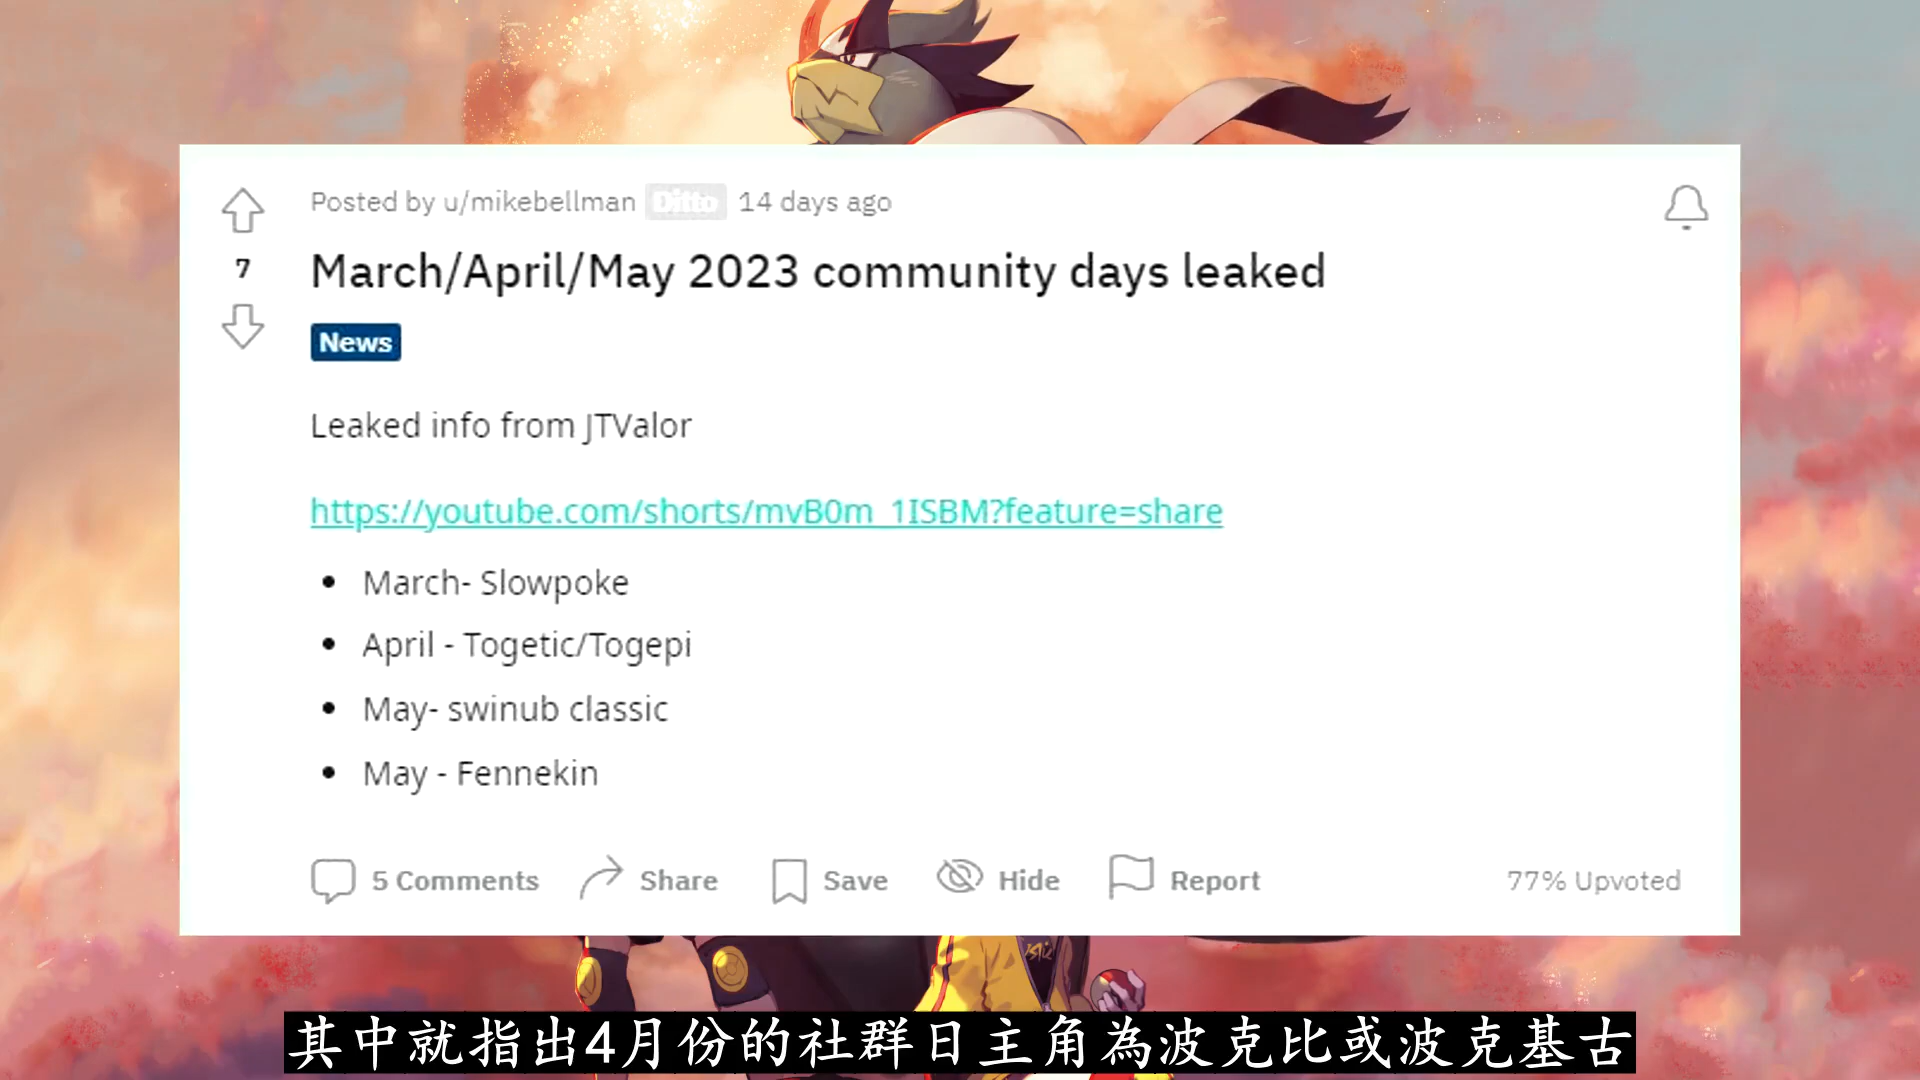 Posted by u/mikebellman Ditto 14 days ago
7
March/April/May 2023 community days leaked
News
Leaked info from JTValor
https://youtube.com/shorts/mvB0m_1ISBM?feature=share
• March- Slowpoke
• April - Togetic/Togepi
• May- swinub classic
• May - Fennekin
5 Comments Share Save Hide Report 77% Upvoted
其中就指出4月份的社群日主角為波克比或波克基古